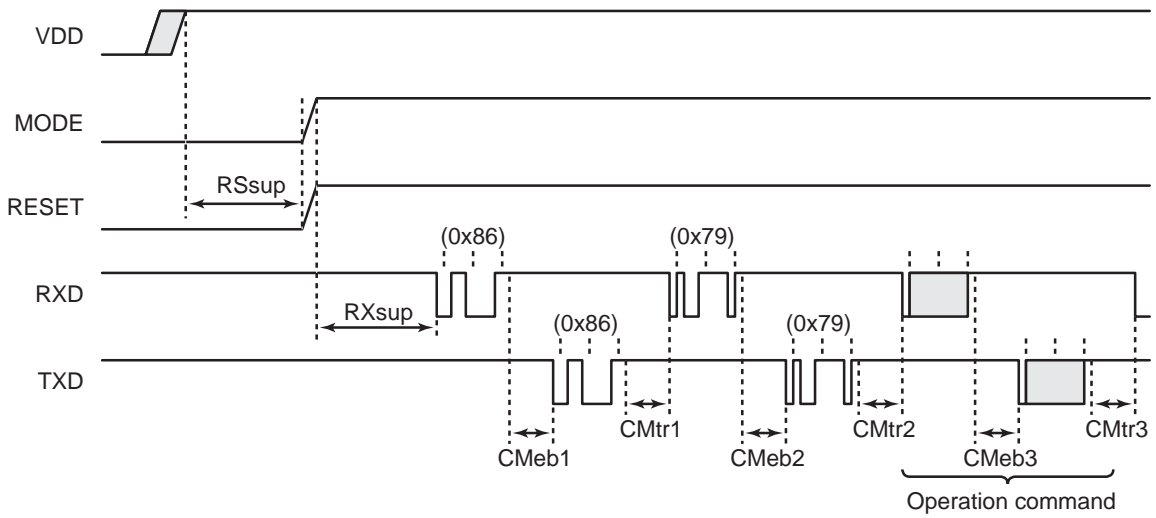 VDD
MODE
RSsup
RESET
(0x86)
(0x79)
RXD
RXsup
(0x86)
(0x79)
TXD
CMtr1
CMtr2
CMtr3
CMeb1
CMeb2
CMeb3
Operation command